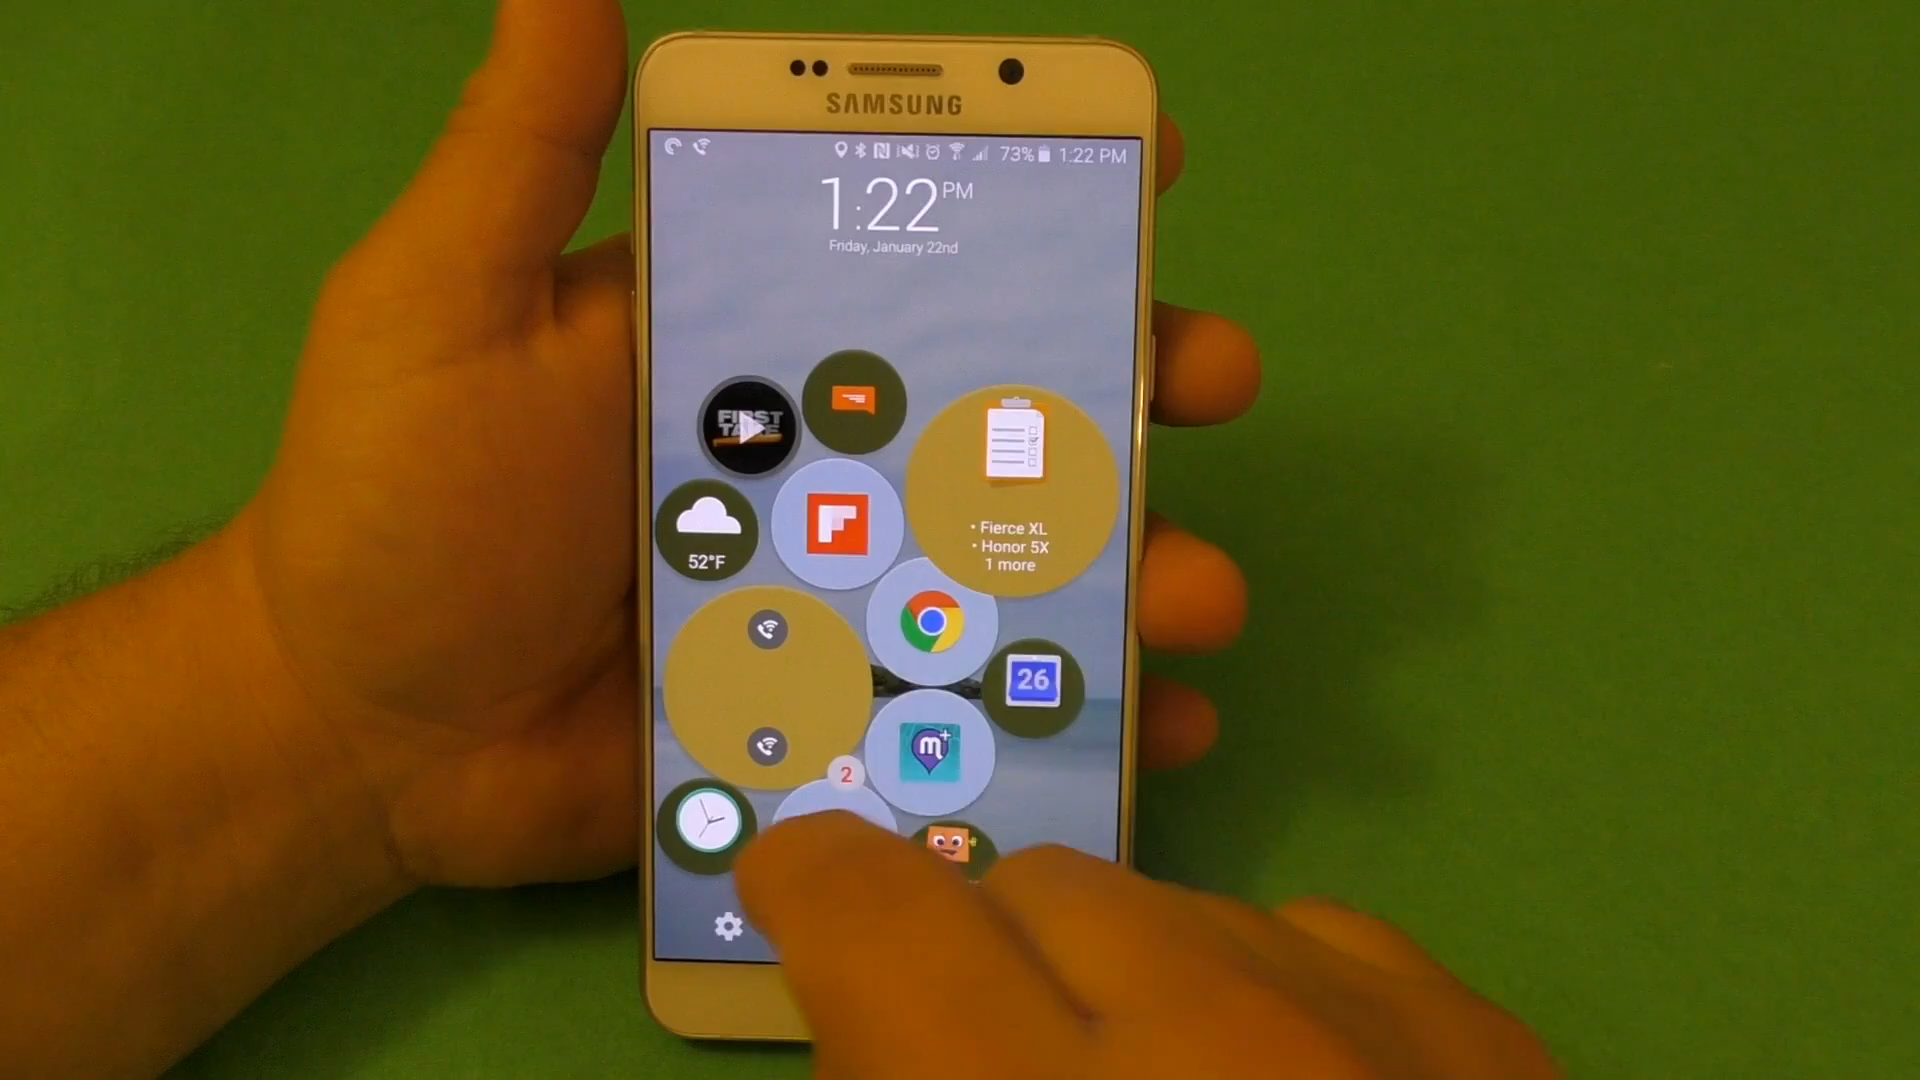 SAMSUNG
73% 1:22 PM
1:22 PM
Friday, January 22nd
FIRST
TAKE
52°F
• Fierce XL
• Honor 5X
1 more
26
m+
2